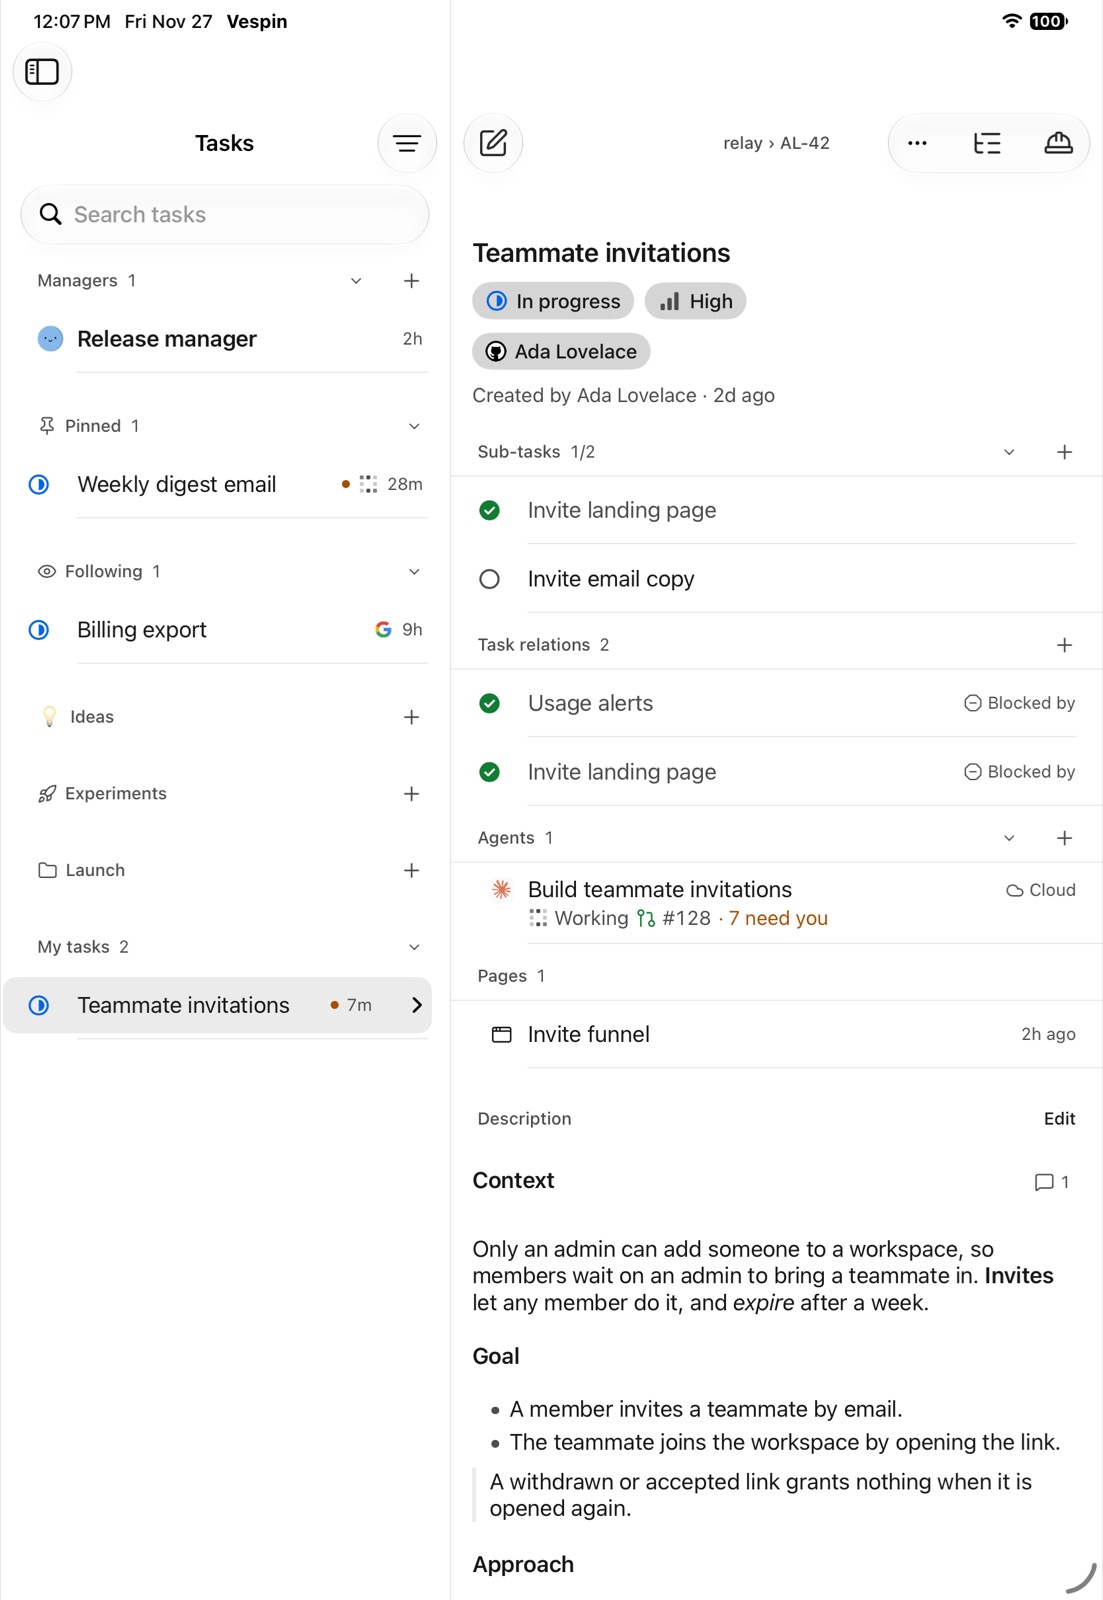 12:07 PM Fri Nov 27 Vespin
100
Tasks
Search tasks
Managers 1
Release manager 2h
Pinned 1
Weekly digest email 28m
Following 1
Billing export 9h
Ideas
Experiments
Launch
My tasks 2
Teammate invitations 7m
relay › AL-42
Teammate invitations
In progress High
Ada Lovelace
Created by Ada Lovelace · 2d ago
Sub-tasks 1/2
Invite landing page
Invite email copy
Task relations 2
Usage alerts Blocked by
Invite landing page Blocked by
Agents 1
Build teammate invitations Cloud
Working #128 · 7 need you
Pages 1
Invite funnel 2h ago
Description Edit
Context 1
Only an admin can add someone to a workspace, so
members wait on an admin to bring a teammate in. Invites
let any member do it, and expire after a week.
Goal
• A member invites a teammate by email.
• The teammate joins the workspace by opening the link.
A withdrawn or accepted link grants nothing when it is
opened again.
Approach